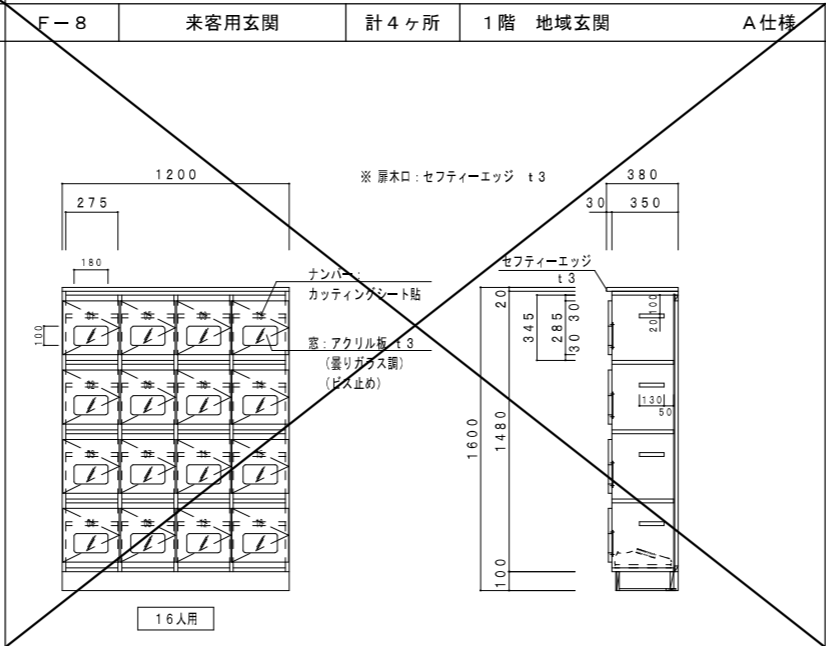 F-8 来客用玄関 計4ヶ所 1階 地域玄関 A仕様
※ 扉木口:セフティーエッジ t3
1200
275
180
100
ナンバー:
カッティングシート貼
窓:アクリル板 t3
(曇りガラス調)
(ビス止め)
16人用
380
30 350
セフティーエッジ
t3
20
345
285
30 30
30
20 100
130
50
1600
1480
100